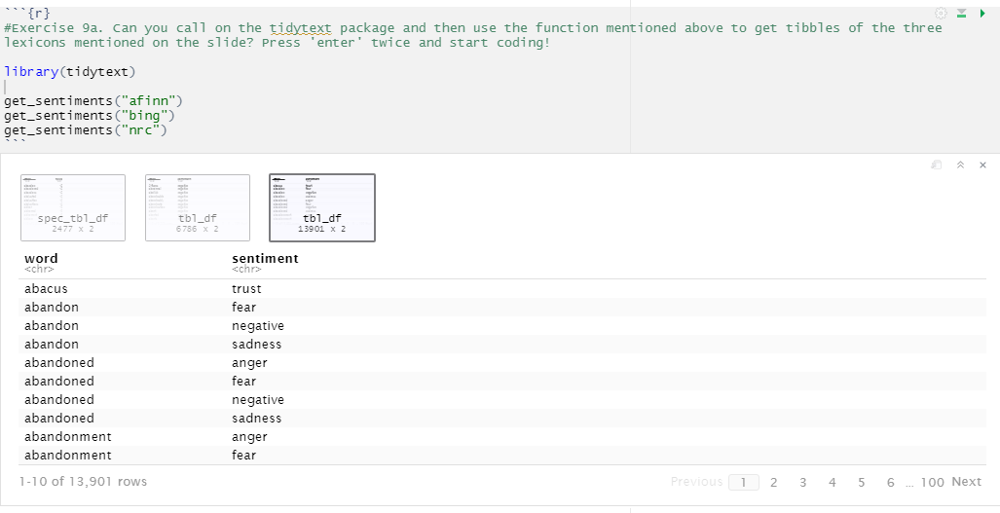 ```{r}
#Exercise 9a. Can you call on the tidytext package and then use the function mentioned above to get tibbles of the three
lexicons mentioned on the slide? Press 'enter' twice and start coding!
library(tidytext)
get_sentiments("afinn")
get_sentiments("bing")
get_sentiments("nrc")
```
spec_tbl_df tbl_df tbl_df
2477 x 2 6786 x 2 13901 x 2
word sentiment
<chr> <chr>
abacus trust
abandon fear
abandon negative
abandon sadness
abandoned anger
abandoned fear
abandoned negative
abandoned sadness
abandonment anger
abandonment fear
1-10 of 13,901 rows Previous 1 2 3 4 5 6 ... 100 Next